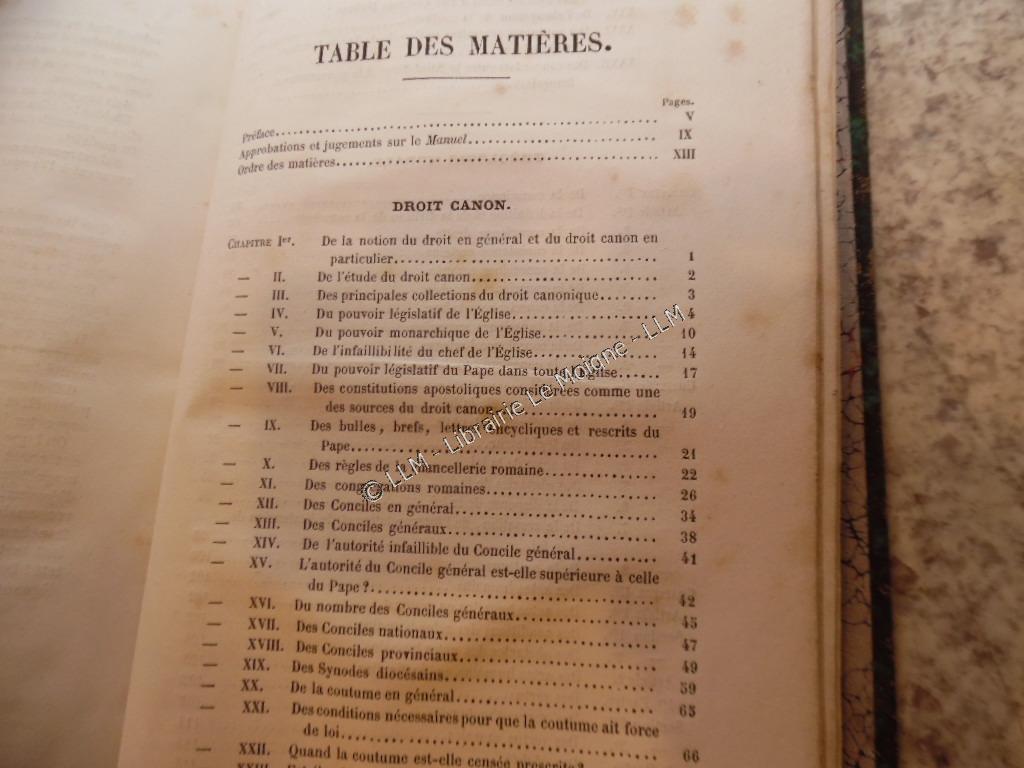 TABLE DES MATIÈRES.
Pages.
Préface.......... V
Approbations et jugements sur le Manuel.......... IX
Ordre des matières.......... XIII
DROIT CANON.
CHAPITRE Ier. De la notion du droit en général et du droit canon en
particulier.......... 1
— II. De l'étude du droit canon.......... 2
— III. Des principales collections du droit canonique........ 3
— IV. Du pouvoir législatif de l'Église.......... 4
— V. Du pouvoir monarchique de l'Église.......... 10
— VI. De l'infaillibilité du chef de l'Église.......... 14
— VII. Du pouvoir législatif du Pape dans toute l'Église...... 17
— VIII. Des constitutions apostoliques considérées comme une
des sources du droit canon.......... 19
— IX. Des bulles, brefs, lettres encycliques et rescrits du
Pape.......... 21
— X. Des règles de la chancellerie romaine.......... 22
— XI. Des congrégations romaines.......... 26
— XII. Des Conciles en général.......... 34
— XIII. Des Conciles généraux.......... 38
— XIV. De l'autorité infaillible du Concile général.......... 41
— XV. L'autorité du Concile général est-elle supérieure à celle
du Pape?.......... 42
— XVI. Du nombre des Conciles généraux.......... 45
— XVII. Des Conciles nationaux.......... 47
— XVIII. Des Conciles provinciaux.......... 49
— XIX. Des Synodes diocésains.......... 59
— XX. De la coutume en général.......... 65
— XXI. Des conditions nécessaires pour que la coutume ait force
de loi.......... 66
— XXII. Quand la coutume est-elle censée prescrite?
© LLM - Librairie Le Moione - LLM